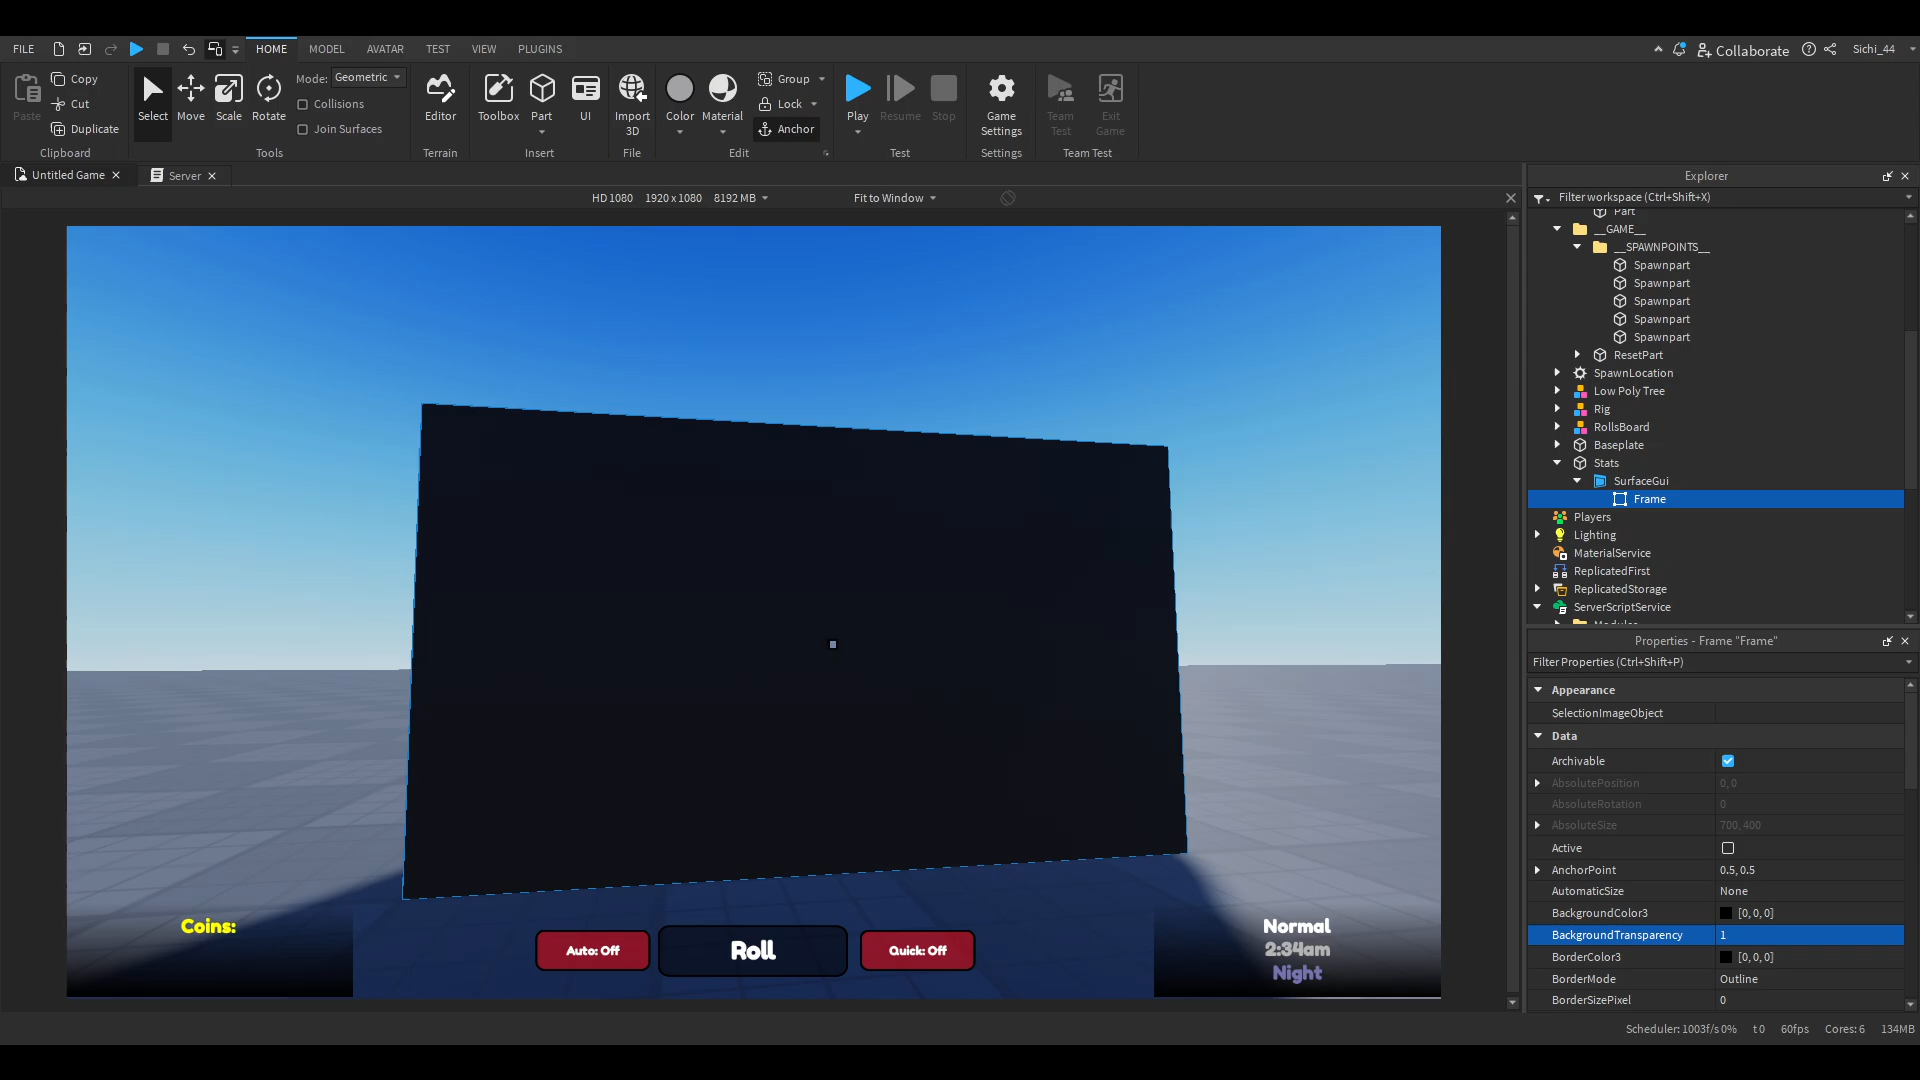 FILE
HOME
MODEL
AVATAR
TEST
VIEW
PLUGINS
Collaborate
Sichi_44
Paste
Copy
Cut
Duplicate
Clipboard
Select
Move
Scale
Rotate
Mode: Geometric
Collisions
Join Surfaces
Tools
Editor
Terrain
Toolbox
Part
UI
Insert
Import
3D
File
Color
Material
Group
Lock
Anchor
Edit
Play
Resume
Stop
Test
Game
Settings
Settings
Team
Test
Exit
Game
Team Test
Untitled Game
Server
HD 1080 1920 x 1080 8192 MB
Fit to Window
Coins:
Auto: Off
Roll
Quick: Off
Normal
2:34am
Night
Explorer
Filter workspace (Ctrl+Shift+X)
Part
__GAME__
__SPAWNPOINTS__
Spawnpart
Spawnpart
Spawnpart
Spawnpart
Spawnpart
ResetPart
SpawnLocation
Low Poly Tree
Rig
RollsBoard
Baseplate
Stats
SurfaceGui
Frame
Players
Lighting
MaterialService
ReplicatedFirst
ReplicatedStorage
ServerScriptService
Modules
Properties - Frame "Frame"
Filter Properties (Ctrl+Shift+P)
Appearance
SelectionImageObject
Data
Archivable
AbsolutePosition 0, 0
AbsoluteRotation 0
AbsoluteSize 700, 400
Active
AnchorPoint 0.5, 0.5
AutomaticSize None
BackgroundColor3 [0, 0, 0]
BackgroundTransparency 1
BorderColor3 [0, 0, 0]
BorderMode Outline
BorderSizePixel 0
Scheduler: 1003f/s 0% t 0 60fps Cores: 6 134MB